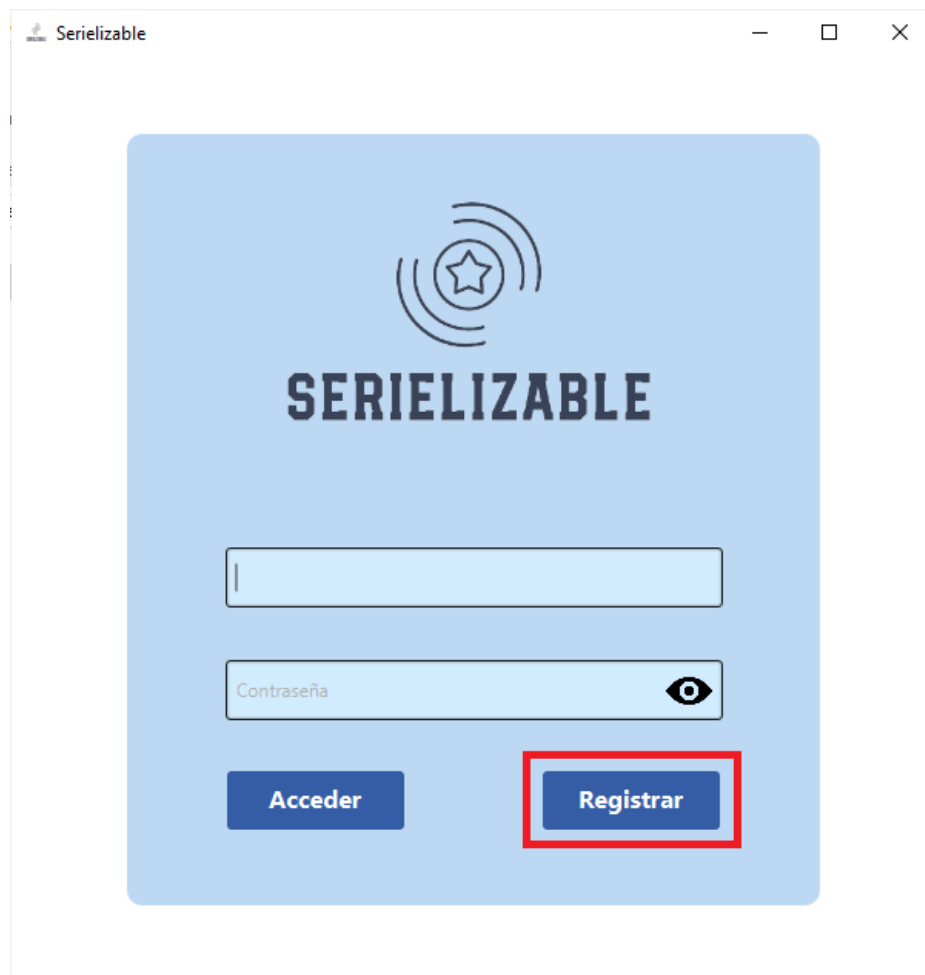 Serielizable
SERIELIZABLE
Contraseña
Acceder
Registrar